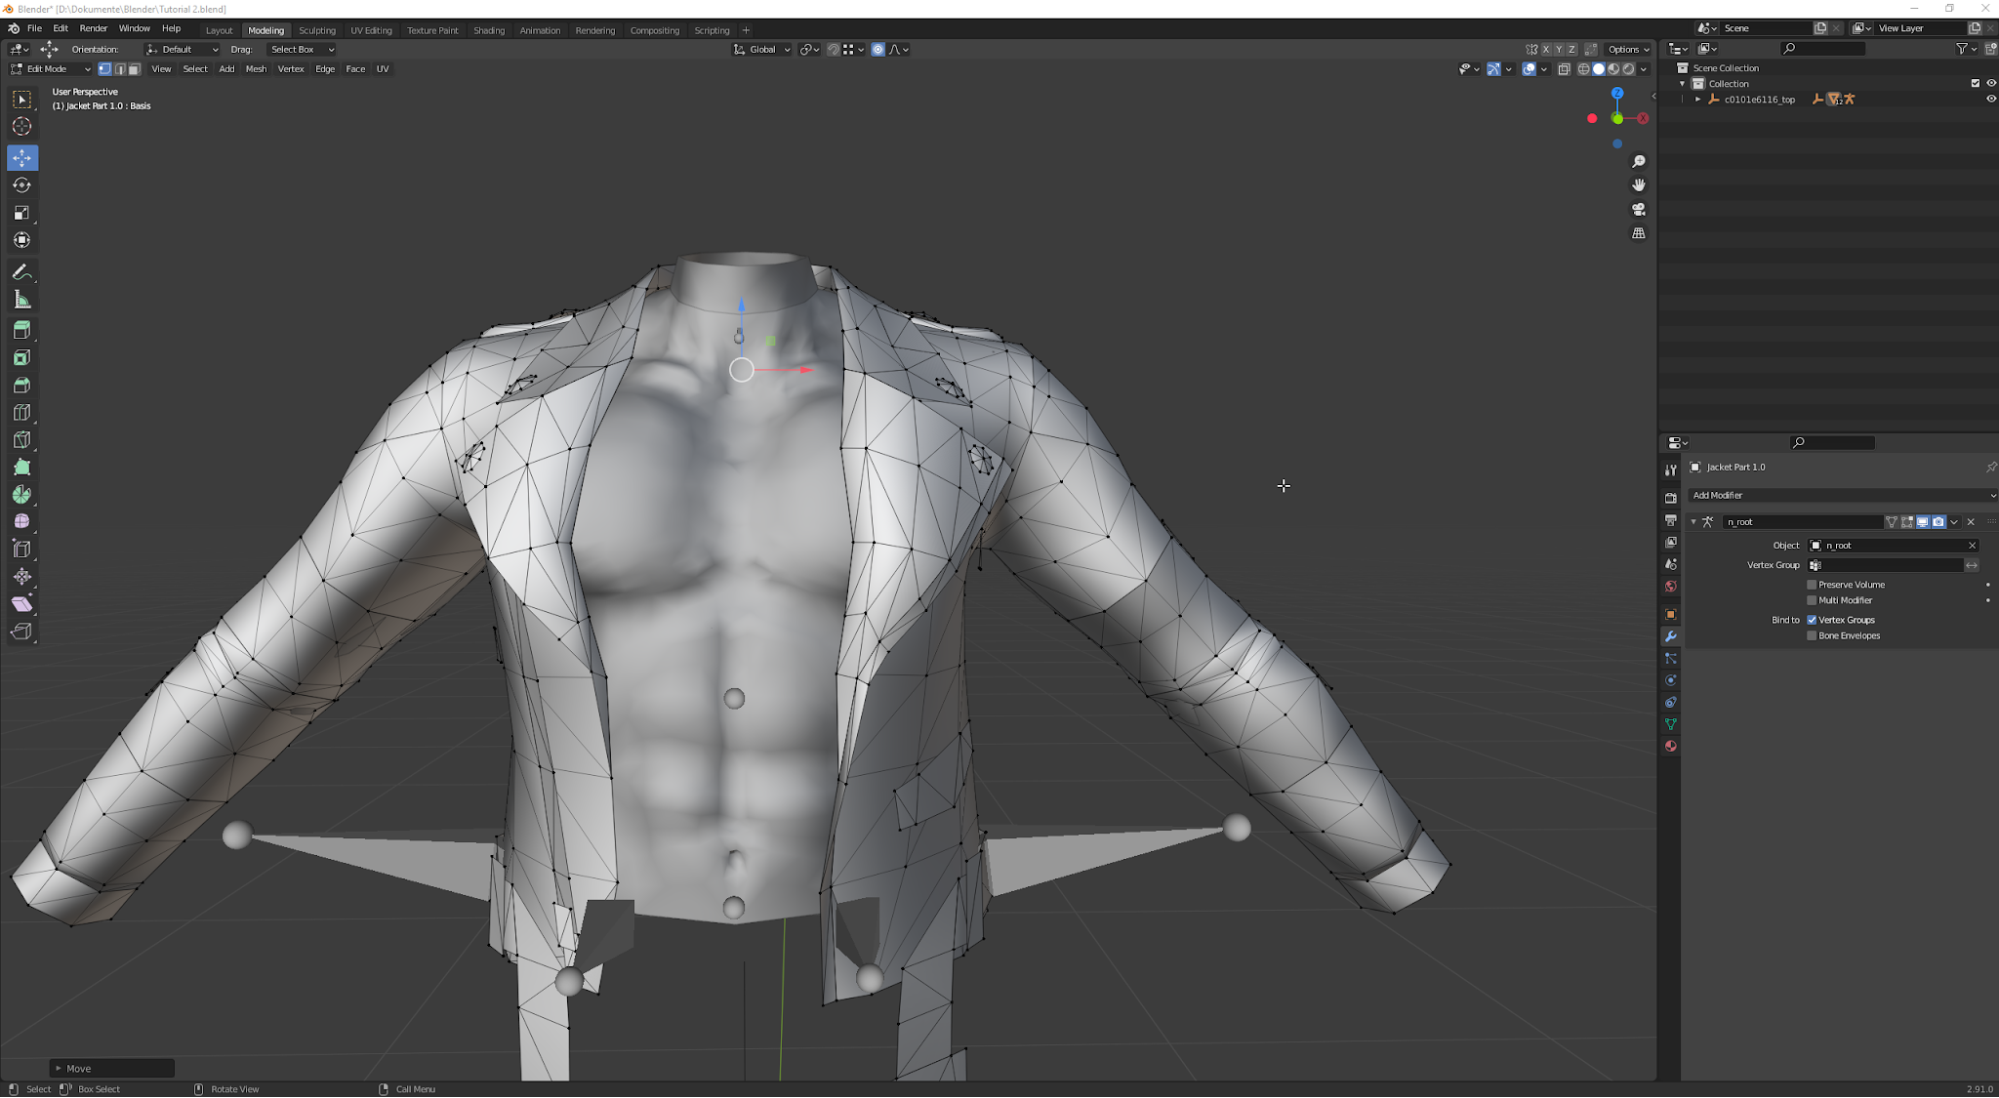 Blender* [D:\Dokumente\Blender\Tutorial 2.blend]
File Edit Render Window Help Layout Modeling Sculpting UV Editing Texture Paint Shading Animation Rendering Compositing Scripting + Scene View Layer
Orientation: Default Drag: Select Box Global X Y Z Options
Edit Mode View Select Add Mesh Vertex Edge Face UV
User Perspective
(1) Jacket Part 1.0 : Basis
Z
X
Scene Collection
Collection
c0101e6116_top 12
Jacket Part 1.0
Add Modifier
n_root
Object n_root
Vertex Group
Preserve Volume
Multi Modifier
Bind to Vertex Groups
Bone Envelopes
Move
Select Box Select Rotate View Call Menu 2.91.0